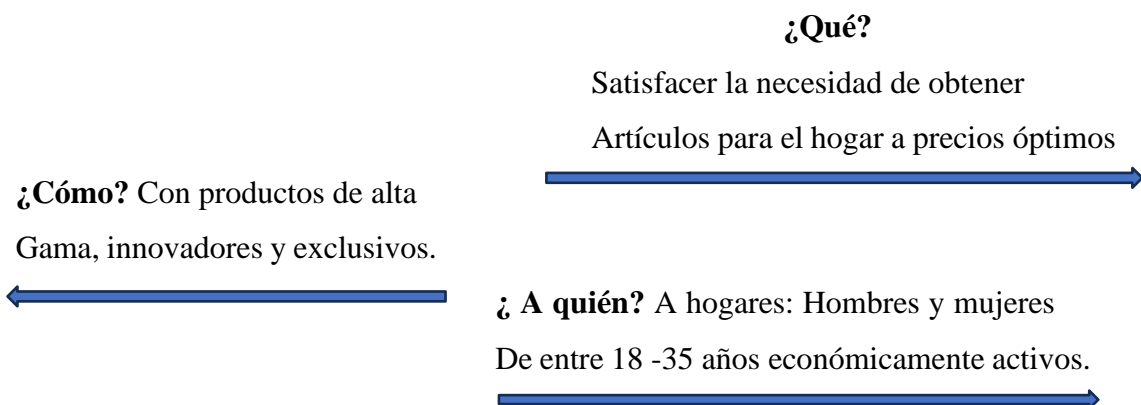 ¿Qué?
Satisfacer la necesidad de obtener
Artículos para el hogar a precios óptimos
¿Cómo? Con productos de alta
Gama, innovadores y exclusivos.
¿ A quién? A hogares: Hombres y mujeres
De entre 18 -35 años económicamente activos.